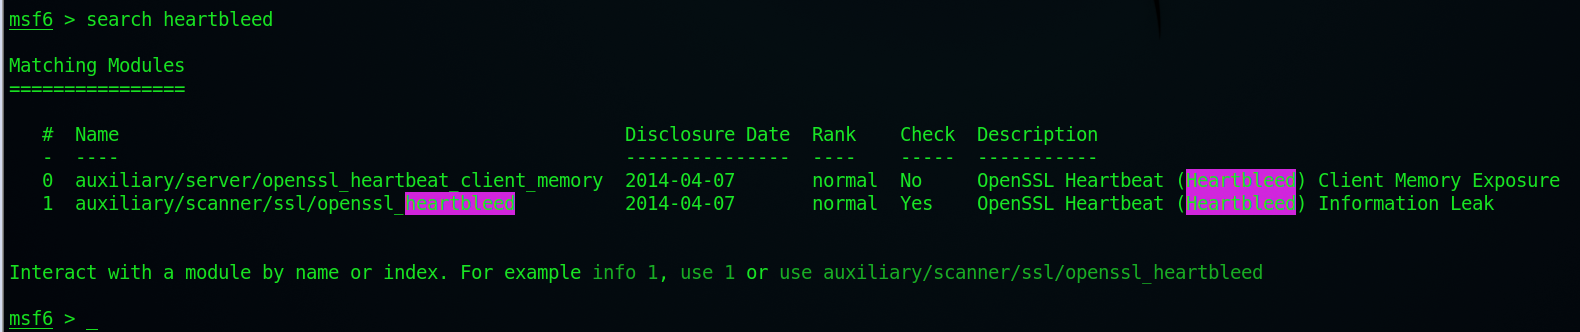 msf6 > search heartbleed
Matching Modules
================
#  Name                                              Disclosure Date  Rank    Check  Description
-  ----                                              ---------------  ----    -----  -----------
0  auxiliary/server/openssl_heartbeat_client_memory  2014-04-07       normal  No     OpenSSL Heartbeat (Heartbleed) Client Memory Exposure
1  auxiliary/scanner/ssl/openssl_heartbleed          2014-04-07       normal  Yes    OpenSSL Heartbeat (Heartbleed) Information Leak
Interact with a module by name or index. For example info 1, use 1 or use auxiliary/scanner/ssl/openssl_heartbleed
msf6 > _